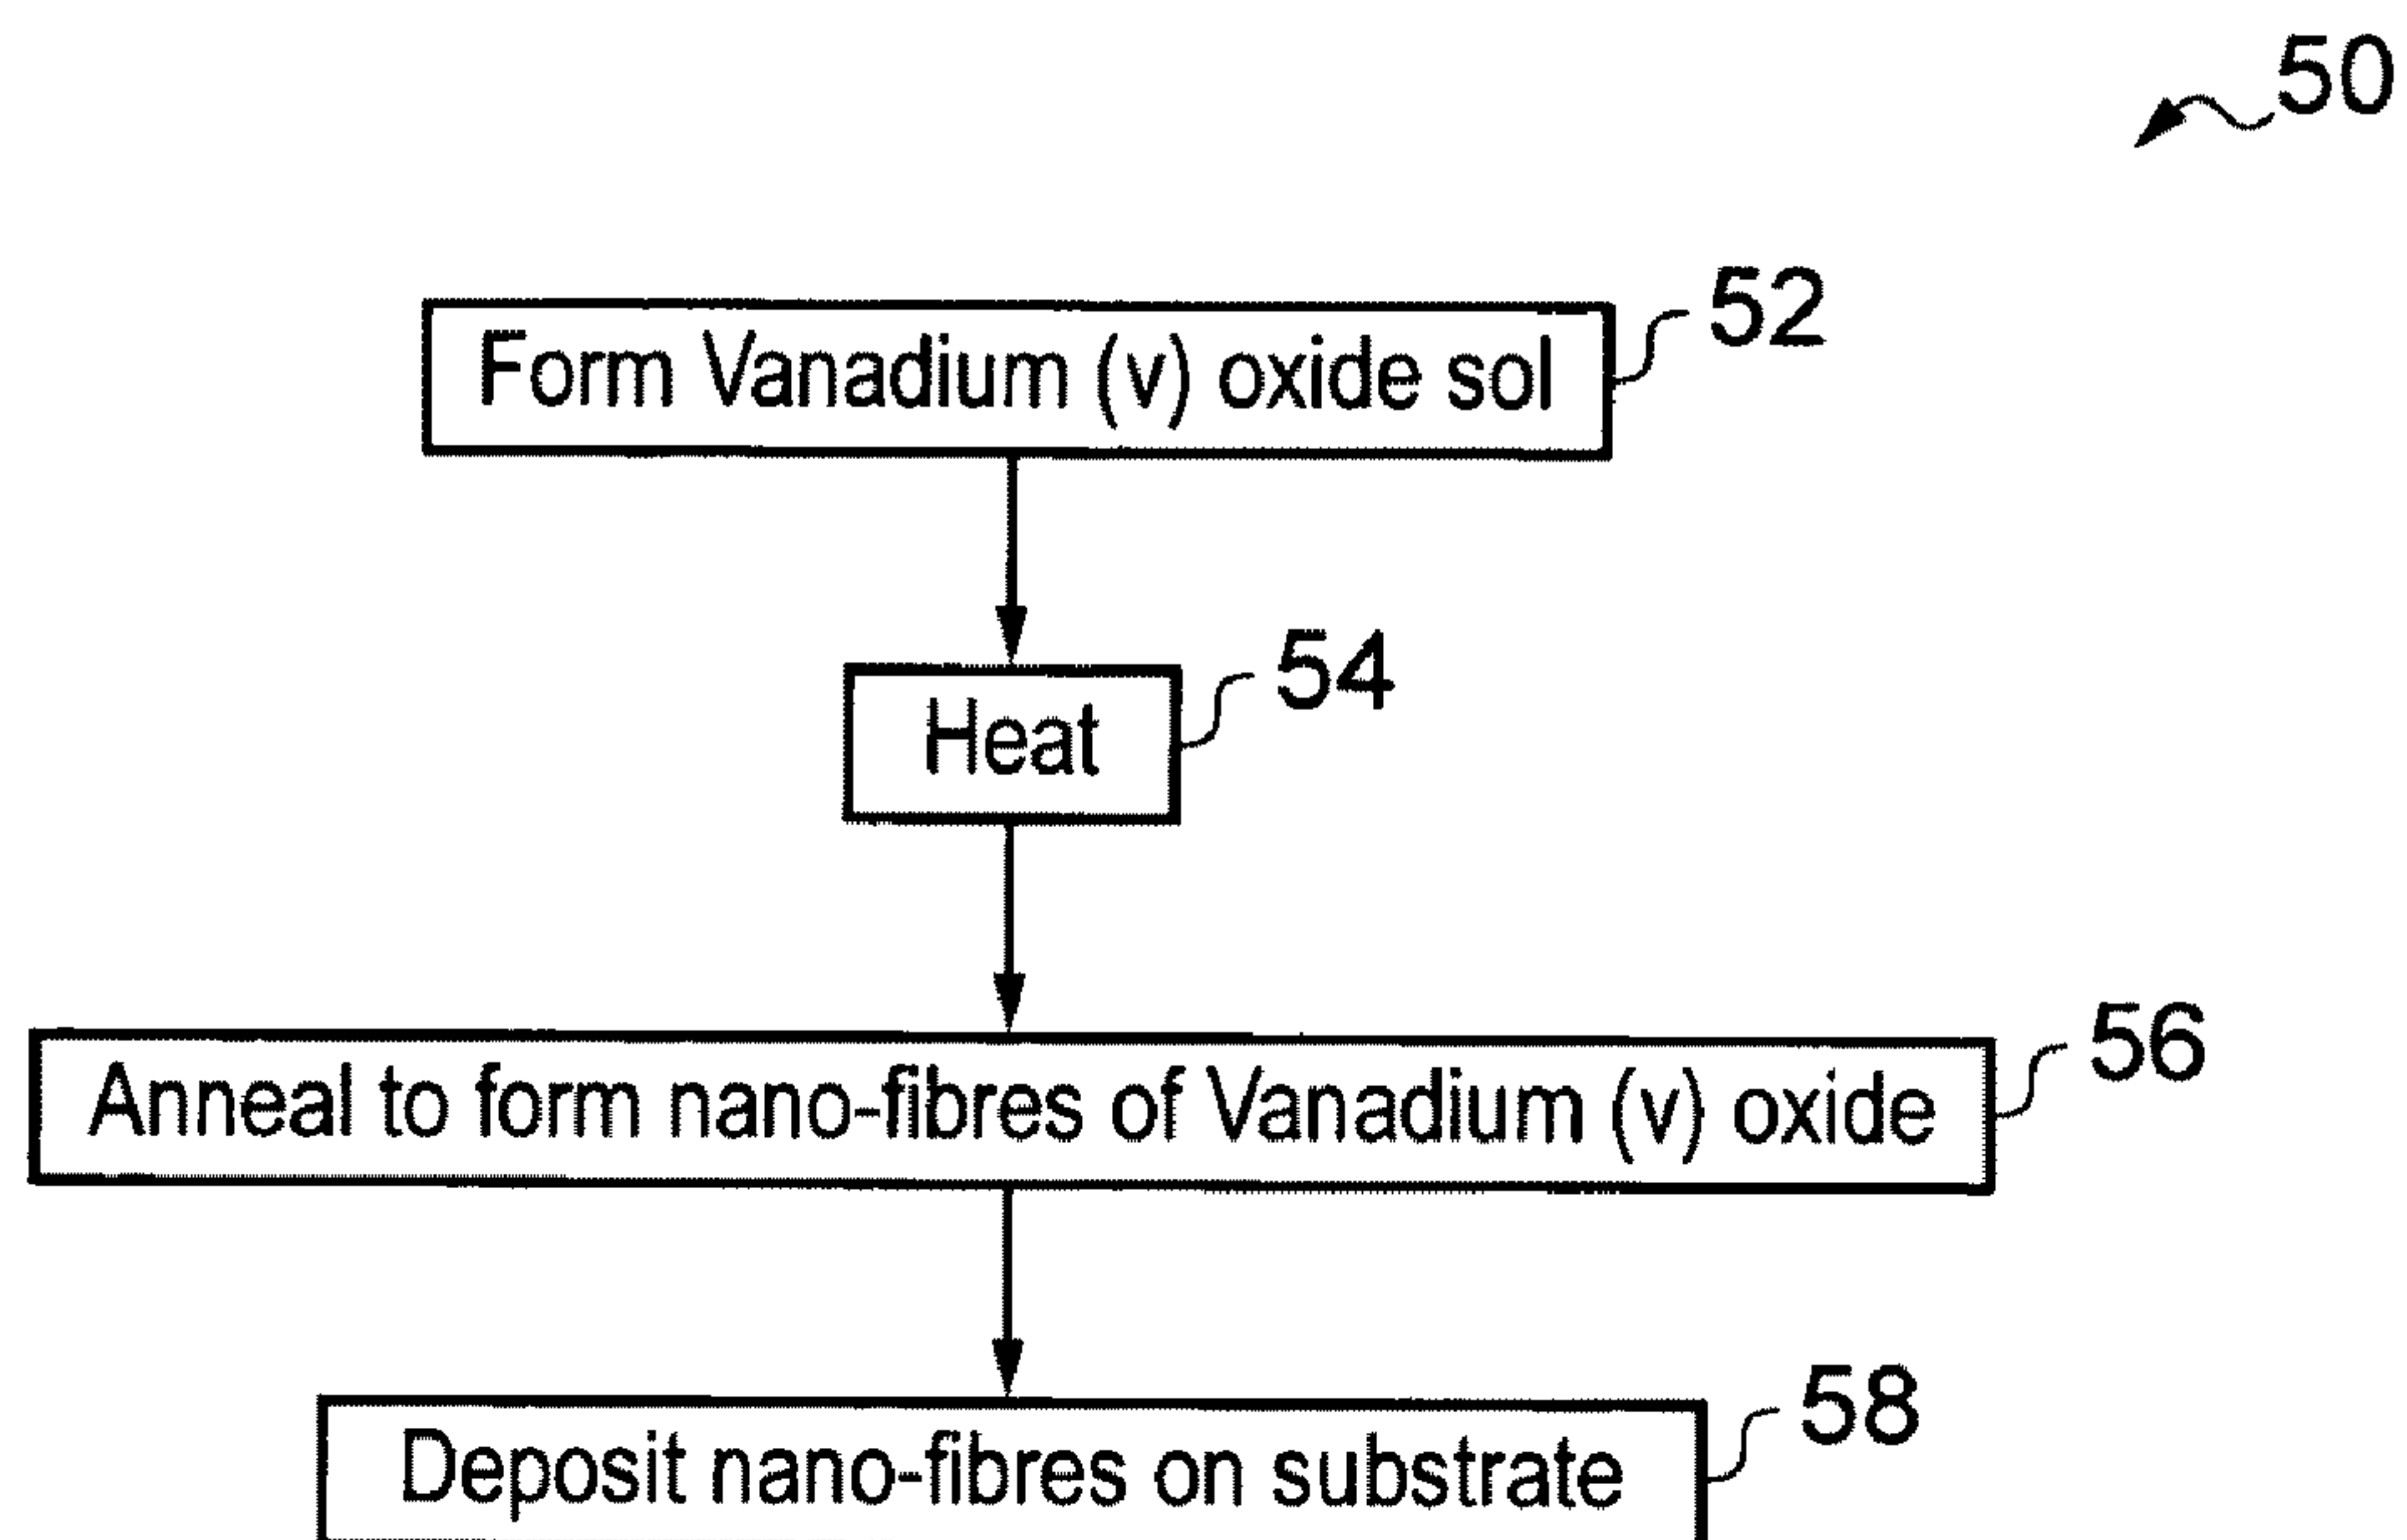 50
Form Vanadium (v) oxide sol
52
Heat
54
Anneal to form nano-fibres of Vanadium (v) oxide
56
Deposit nano-fibres on substrate
58